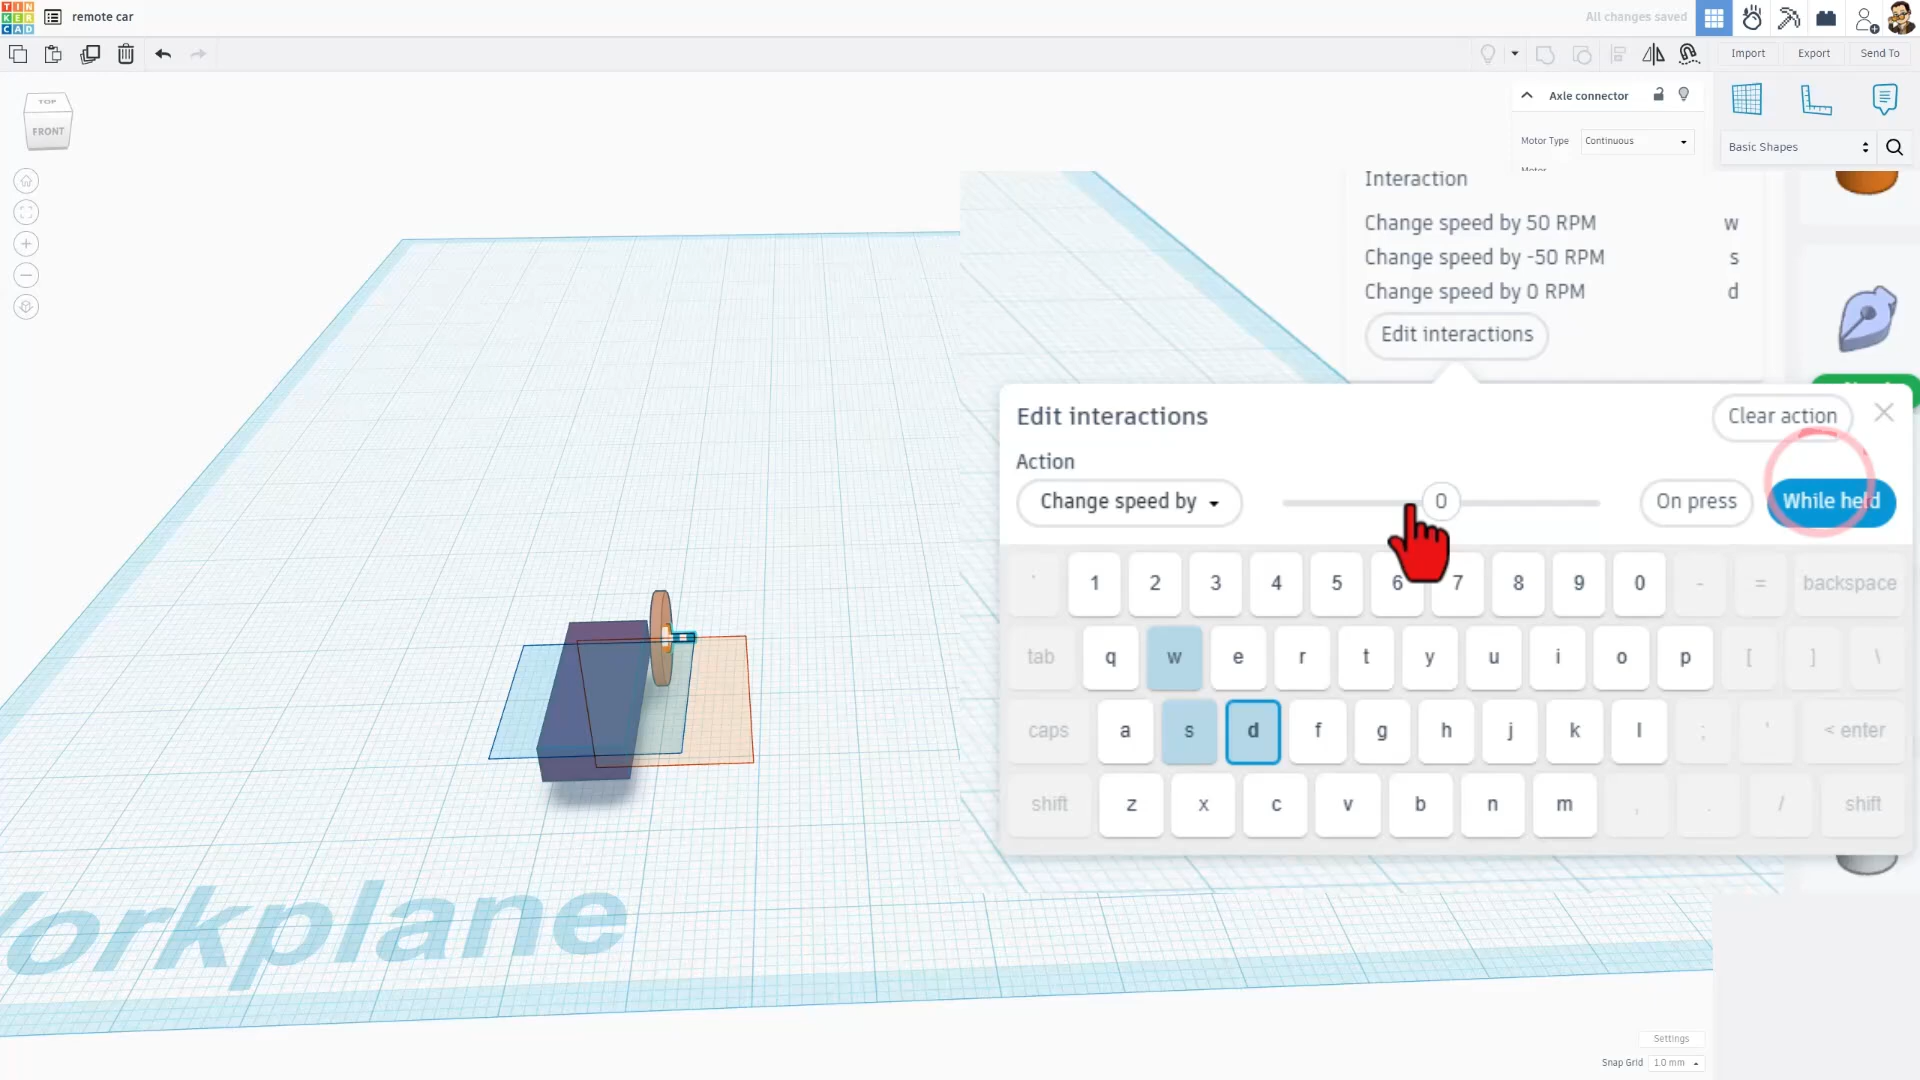 TIN
KER
CAD
remote car
All changes saved
Import
Export
Send To
TOP
FRONT
Axle connector
Motor Type
Continuous
Basic Shapes
Interaction
Change speed by 50 RPM w
Change speed by -50 RPM s
Change speed by 0 RPM d
Edit interactions
Edit interactions
Clear action
Action
Change speed by
0
On press
While held
` 1 2 3 4 5 6 7 8 9 0 - = backspace
tab q w e r t y u i o p [ ] \
caps a s d f g h j k l ; ' < enter
shift z x c v b n m , . / shift
Workplane
Settings
Snap Grid 1.0 mm